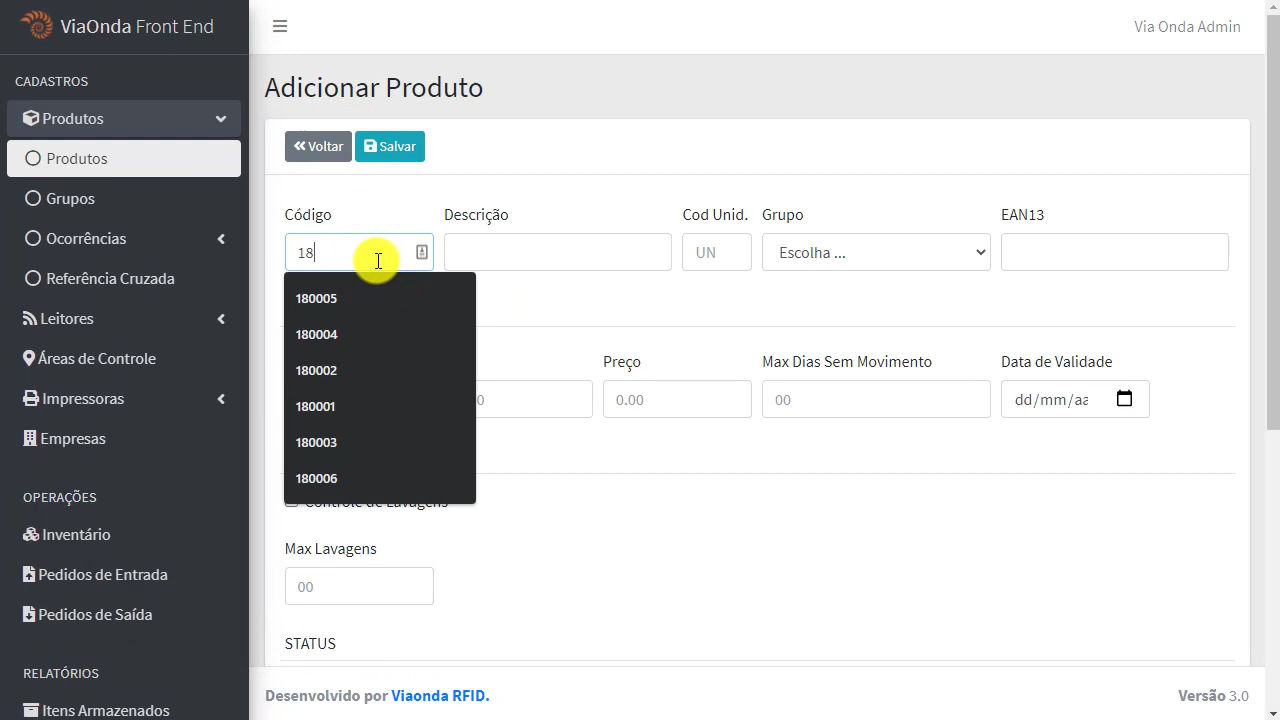 ViaOnda Front End
Via Onda Admin
CADASTROS
Produtos
Produtos
Grupos
Ocorrências
Referência Cruzada
Leitores
Áreas de Controle
Impressoras
Empresas
OPERAÇÕES
Inventário
Pedidos de Entrada
Pedidos de Saída
RELATÓRIOS
Itens Armazenados
Adicionar Produto
Voltar Salvar
Código Descrição Cod Unid. Grupo EAN13
18 UN Escolha ...
180005
180004
180002
180001
180003
180006
Preço Max Dias Sem Movimento Data de Validade
0 0.00 00 dd/mm/aa
Controle de Lavagens
Max Lavagens
00
STATUS
Desenvolvido por Viaonda RFID. Versão 3.0